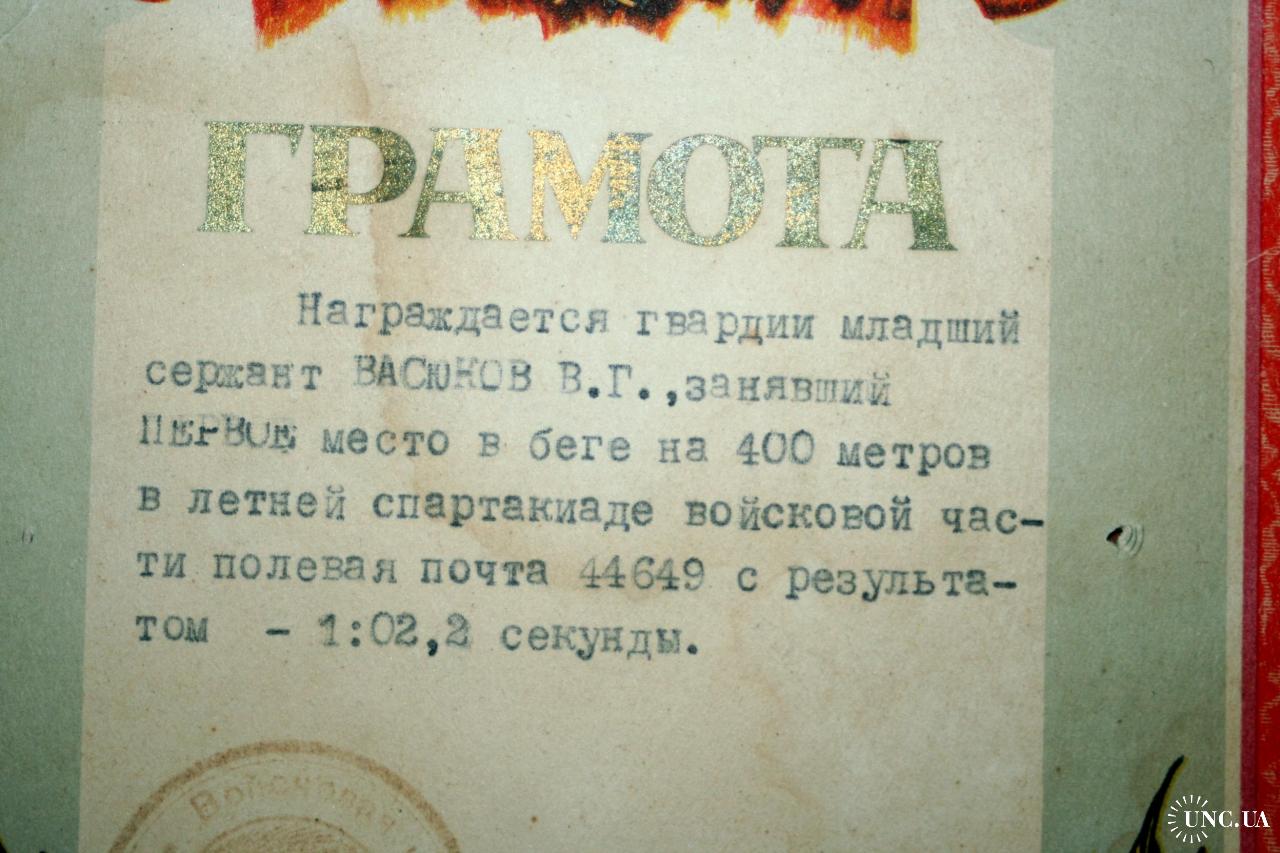 ГРАМОТА
Награждается гвардии младший
сержант ВАСЮКОВ В.Г.,занявший
ПЕРВОЕ место в беге на 400 метров
в летней спартакиаде войсковой час-
ти полевая почта 44649 с результа-
том - 1:02,2 секунды.
Войсковая
UNC.UA